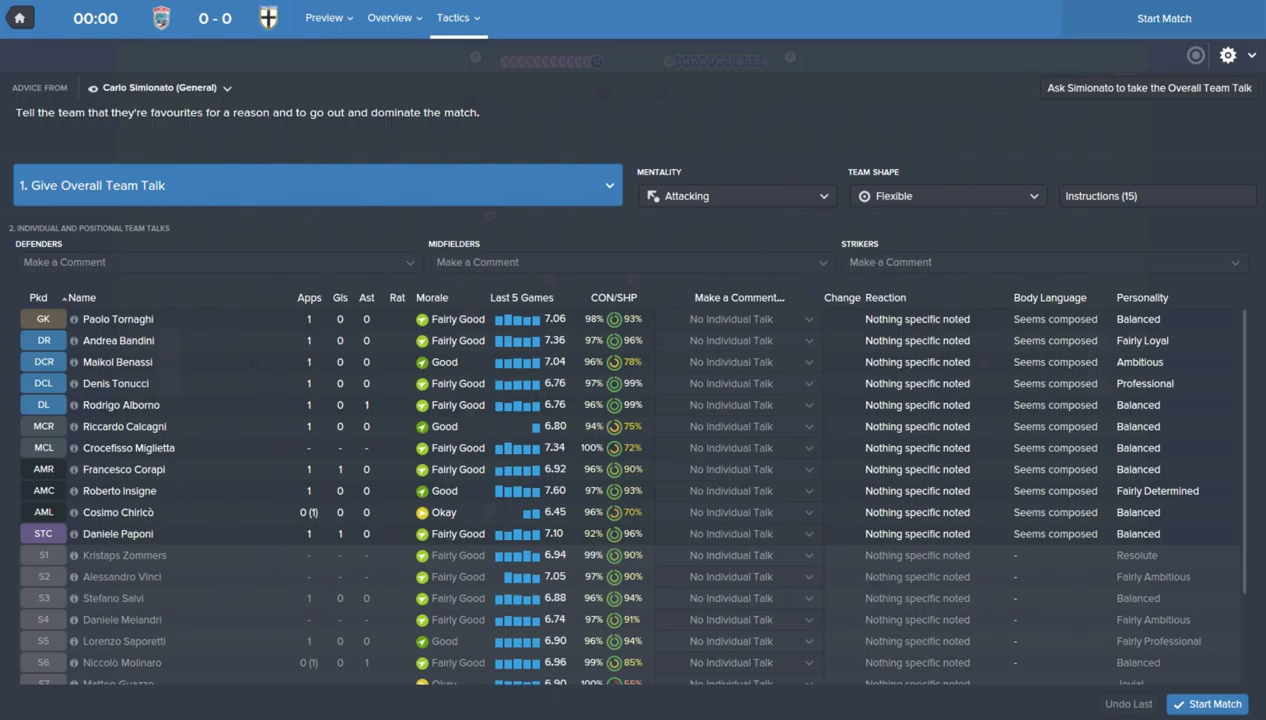 00:00 0 - 0 Preview Overview Tactics Start Match
ADVICE FROM Carlo Simionato (General) Ask Simionato to take the Overall Team Talk
Tell the team that they're favourites for a reason and to go out and dominate the match.
MENTALITY TEAM SHAPE
1. Give Overall Team Talk Attacking Flexible Instructions (15)
2. INDIVIDUAL AND POSITIONAL TEAM TALKS
DEFENDERS MIDFIELDERS STRIKERS
Make a Comment Make a Comment Make a Comment
Pkd Name Apps Gls Ast Rat Morale Last 5 Games CON/SHP Make a Comment... Change Reaction Body Language Personality
GK Paolo Tornaghi 1 0 0 Fairly Good 7.06 98% 93% No Individual Talk Nothing specific noted Seems composed Balanced
DR Andrea Bandini 1 0 0 Fairly Good 7.36 97% 96% No Individual Talk Nothing specific noted Seems composed Fairly Loyal
DCR Maikol Benassi 1 0 0 Good 7.04 96% 78% No Individual Talk Nothing specific noted Seems composed Ambitious
DCL Denis Tonucci 1 0 0 Fairly Good 6.76 97% 99% No Individual Talk Nothing specific noted Seems composed Professional
DL Rodrigo Alborno 1 0 1 Fairly Good 6.76 96% 99% No Individual Talk Nothing specific noted Seems composed Balanced
MCR Riccardo Calcagni 1 0 0 Good 6.80 94% 75% No Individual Talk Nothing specific noted Seems composed Balanced
MCL Crocefisso Miglietta - - - Fairly Good 7.34 100% 72% No Individual Talk Nothing specific noted Seems composed Balanced
AMR Francesco Corapi 1 1 0 Fairly Good 6.92 96% 90% No Individual Talk Nothing specific noted Seems composed Balanced
AMC Roberto Insigne 1 0 0 Good 7.60 97% 93% No Individual Talk Nothing specific noted Seems composed Fairly Determined
AML Cosimo Chiricò 0 (1) 0 0 Okay 6.45 96% 70% No Individual Talk Nothing specific noted Seems composed Balanced
STC Daniele Paponi 1 1 0 Fairly Good 7.10 92% 96% No Individual Talk Nothing specific noted Seems composed Balanced
S1 Kristaps Zommers - - - Fairly Good 6.94 99% 90% No Individual Talk Nothing specific noted - Resolute
S2 Alessandro Vinci - - - Fairly Good 7.05 97% 90% No Individual Talk Nothing specific noted - Fairly Ambitious
S3 Stefano Salvi 1 0 0 Fairly Good 6.88 96% 94% No Individual Talk Nothing specific noted - Balanced
S4 Daniele Melandri - - - Fairly Good 6.74 97% 91% No Individual Talk Nothing specific noted - Fairly Ambitious
S5 Lorenzo Saporetti 1 0 0 Good 6.90 96% 94% No Individual Talk Nothing specific noted - Fairly Professional
S6 Niccolò Molinaro 0 (1) 0 1 Fairly Good 6.96 99% 85% No Individual Talk Nothing specific noted - Balanced
S7 Matteo Guazzo - - - Okay 6.90 100% 55% No Individual Talk Nothing specific noted - Jovial
Undo Last Start Match